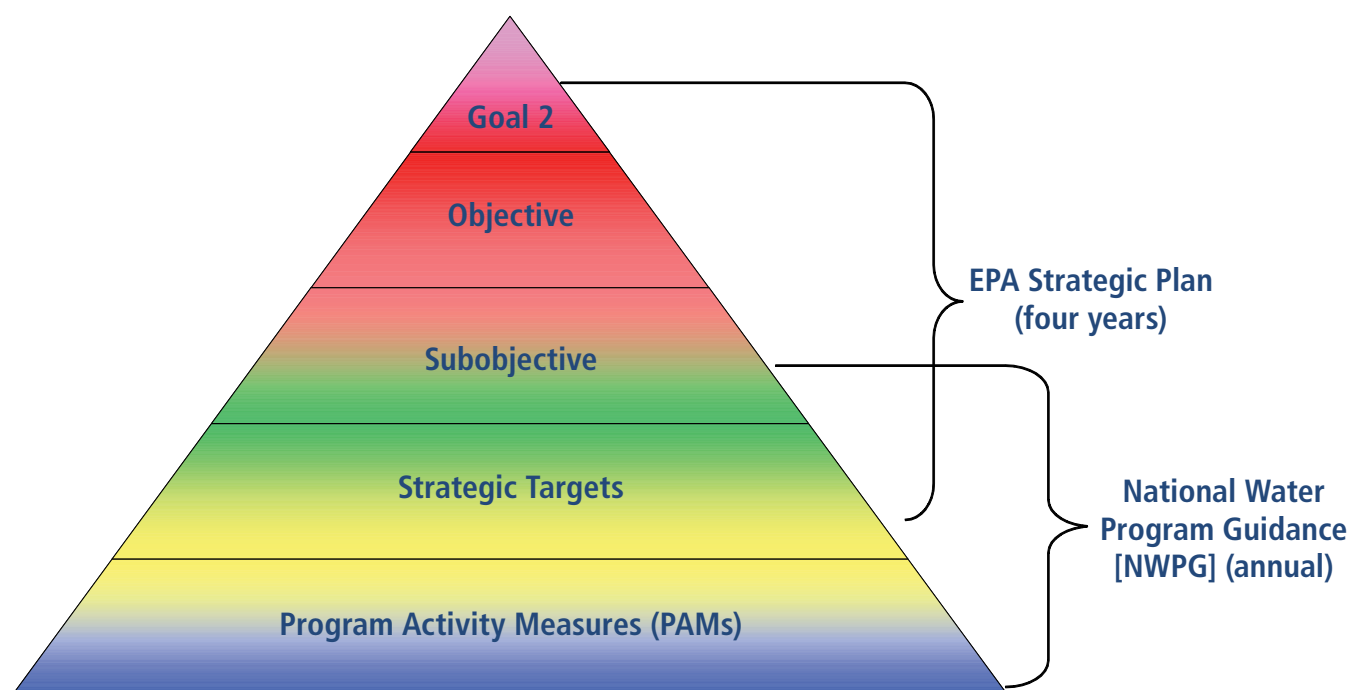 Goal 2
Objective
Subobjective
Strategic Targets
Program Activity Measures (PAMs)
EPA Strategic Plan
(four years)
National Water
Program Guidance
[NWPG] (annual)